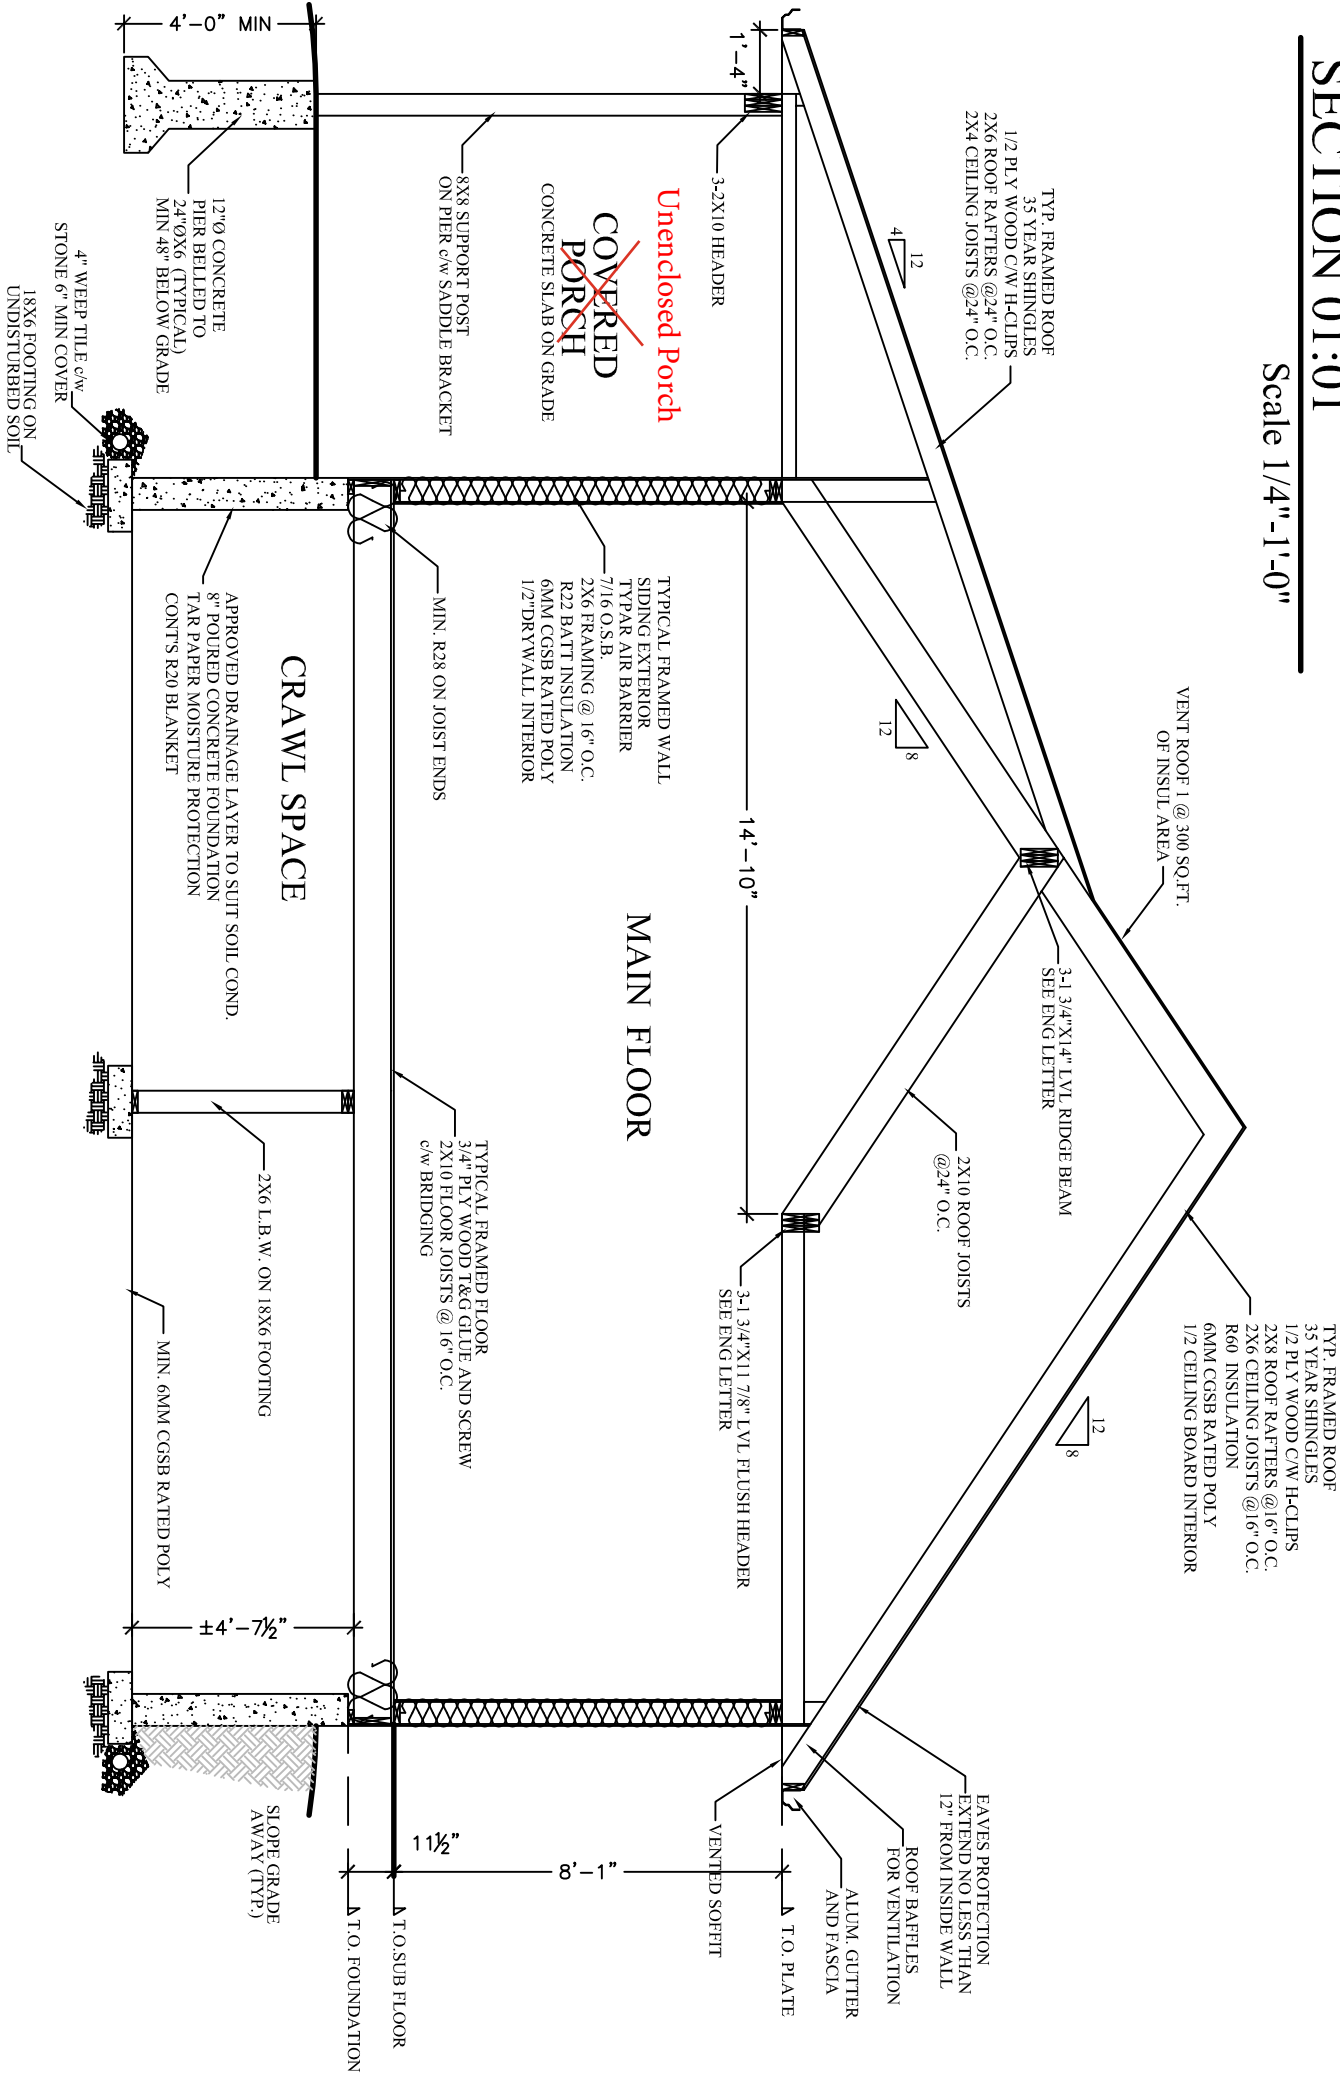 SECTION 01:01
Scale 1/4"-1'-0"
TYP. FRAMED ROOF
35 YEAR SHINGLES
1/2 PLY WOOD C/W H-CLIPS
2X6 ROOF RAFTERS @24" O.C.
2X4 CEILING JOISTS @24" O.C.
12
4
VENT ROOF 1 @ 300 SQ.FT.
OF INSUL AREA
12
8
3-1 3/4"X14" LVL RIDGE BEAM
SEE ENG LETTER
2X10 ROOF JOISTS
@24" O.C.
TYP. FRAMED ROOF
35 YEAR SHINGLES
1/2 PLY WOOD C/W H-CLIPS
2X8 ROOF RAFTERS @16" O.C.
2X6 CEILING JOISTS @16" O.C.
R60 INSULATION
6MM CGSB RATED POLY
1/2 CEILING BOARD INTERIOR
12
8
EAVES PROTECTION
EXTEND NO LESS THAN
12" FROM INSIDE WALL
ROOF BAFFLES
FOR VENTILATION
ALUM. GUTTER
AND FASCIA
T.O. PLATE
VENTED SOFFIT
1'-4"
3-2X10 HEADER
14'-10"
3-1 3/4"X11 7/8" LVL FLUSH HEADER
SEE ENG LETTER
Unenclosed Porch
COVERED
PORCH
CONCRETE SLAB ON GRADE
8X8 SUPPORT POST
ON PIER c/w SADDLE BRACKET
TYPICAL FRAMED WALL
SIDING EXTERIOR
TYPAR AIR BARRIER
7/16 O.S.B.
2X6 FRAMING @ 16" O.C.
R22 BATT INSULATION
6MM CGSB RATED POLY
1/2"DRYWALL INTERIOR
MAIN FLOOR
8'-1"
MIN. R28 ON JOIST ENDS
TYPICAL FRAMED FLOOR
3/4" PLY WOOD T&G GLUE AND SCREW
2X10 FLOOR JOISTS @ 16" O.C.
c/w BRIDGING
11½"
T.O.SUB FLOOR
T.O. FOUNDATION
4'-0" MIN
12"Ø CONCRETE
PIER BELLED TO
24"ØX6 (TYPICAL)
MIN 48" BELOW GRADE
CRAWL SPACE
APPROVED DRAINAGE LAYER TO SUIT SOIL COND.
8" POURED CONCRETE FOUNDATION
TAR PAPER MOISTURE PROTECTION
CONT'S R20 BLANKET
2X6 L.B.W. ON 18X6 FOOTING
MIN. 6MM CGSB RATED POLY
±4'-7½"
SLOPE GRADE
AWAY (TYP.)
4" WEEP TILE c/w
STONE 6" MIN COVER
18X6 FOOTING ON
UNDISTURBED SOIL